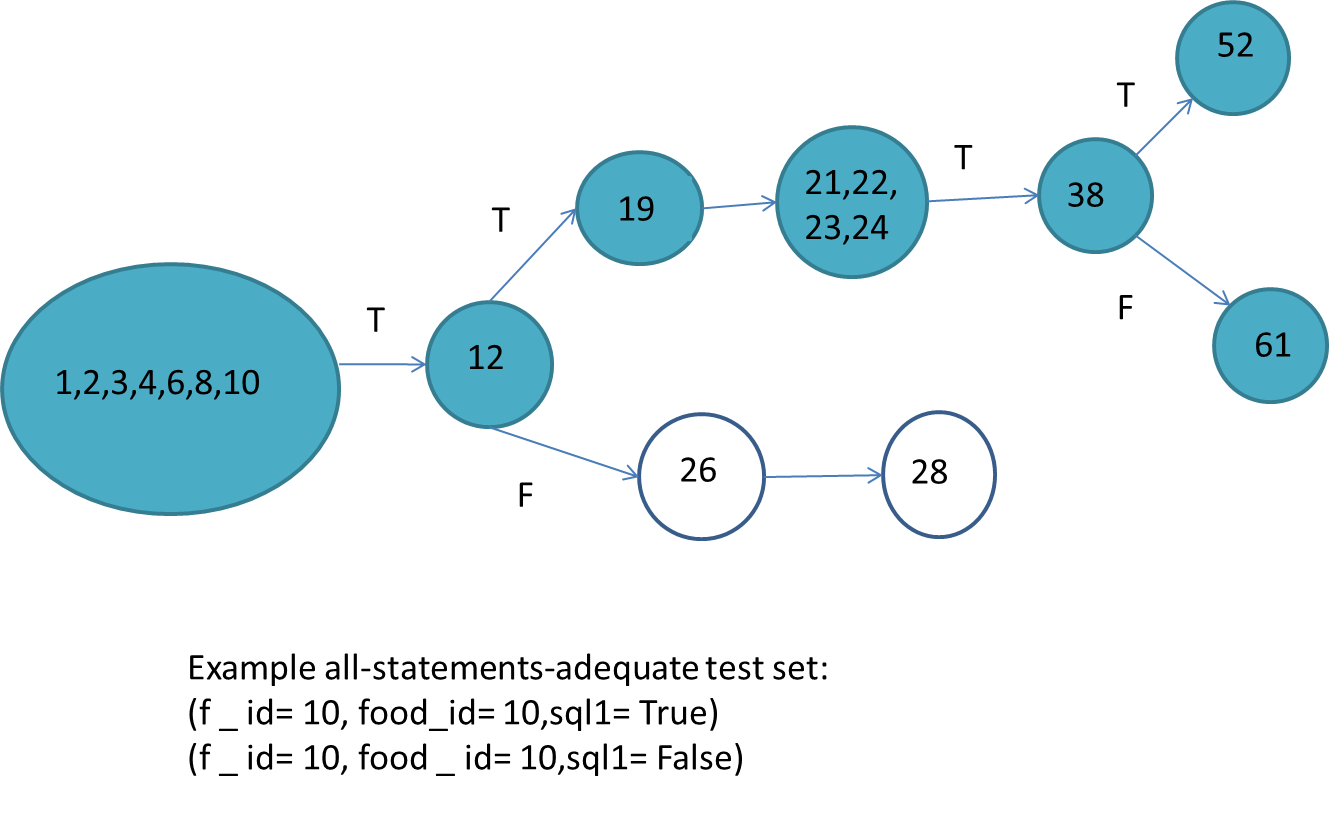 52
T
T
21,22,
23,24
T
19
38
T
F
1,2,3,4,6,8,10
12
61
F
26
28
Example all-statements-adequate test set:
(f _ id= 10, food_id= 10,sql1= True)
(f _ id= 10, food _ id= 10,sql1= False)